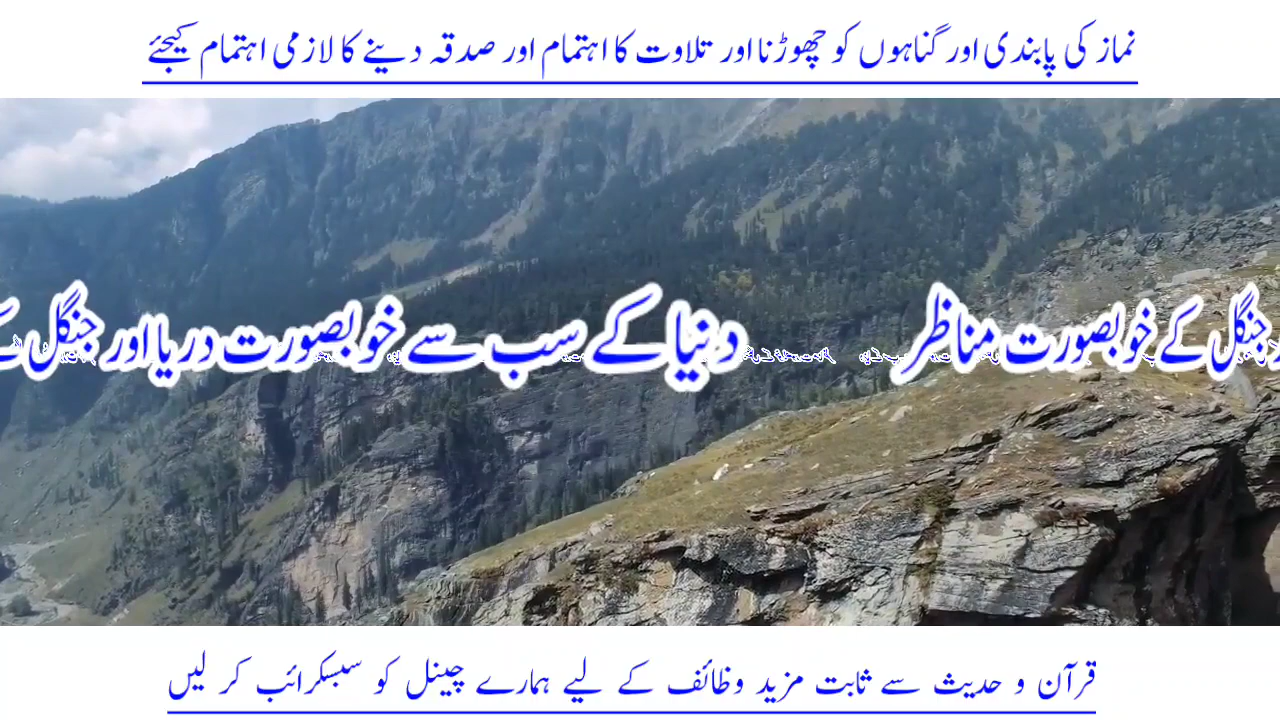 نماز کی پابندی اور گناہوں کو چھوڑنا اور تلاوت کا اہتمام اور صدقہ دینے کا لازمی اہتمام کیجئے
جنگل کے خوبصورت مناظر دنیا کے سب سے خوبصورت دریا اور جنگل کے
قرآن و حدیث سے ثابت مزید وظائف کے لیے ہمارے چینل کو سبسکرائب کر لیں